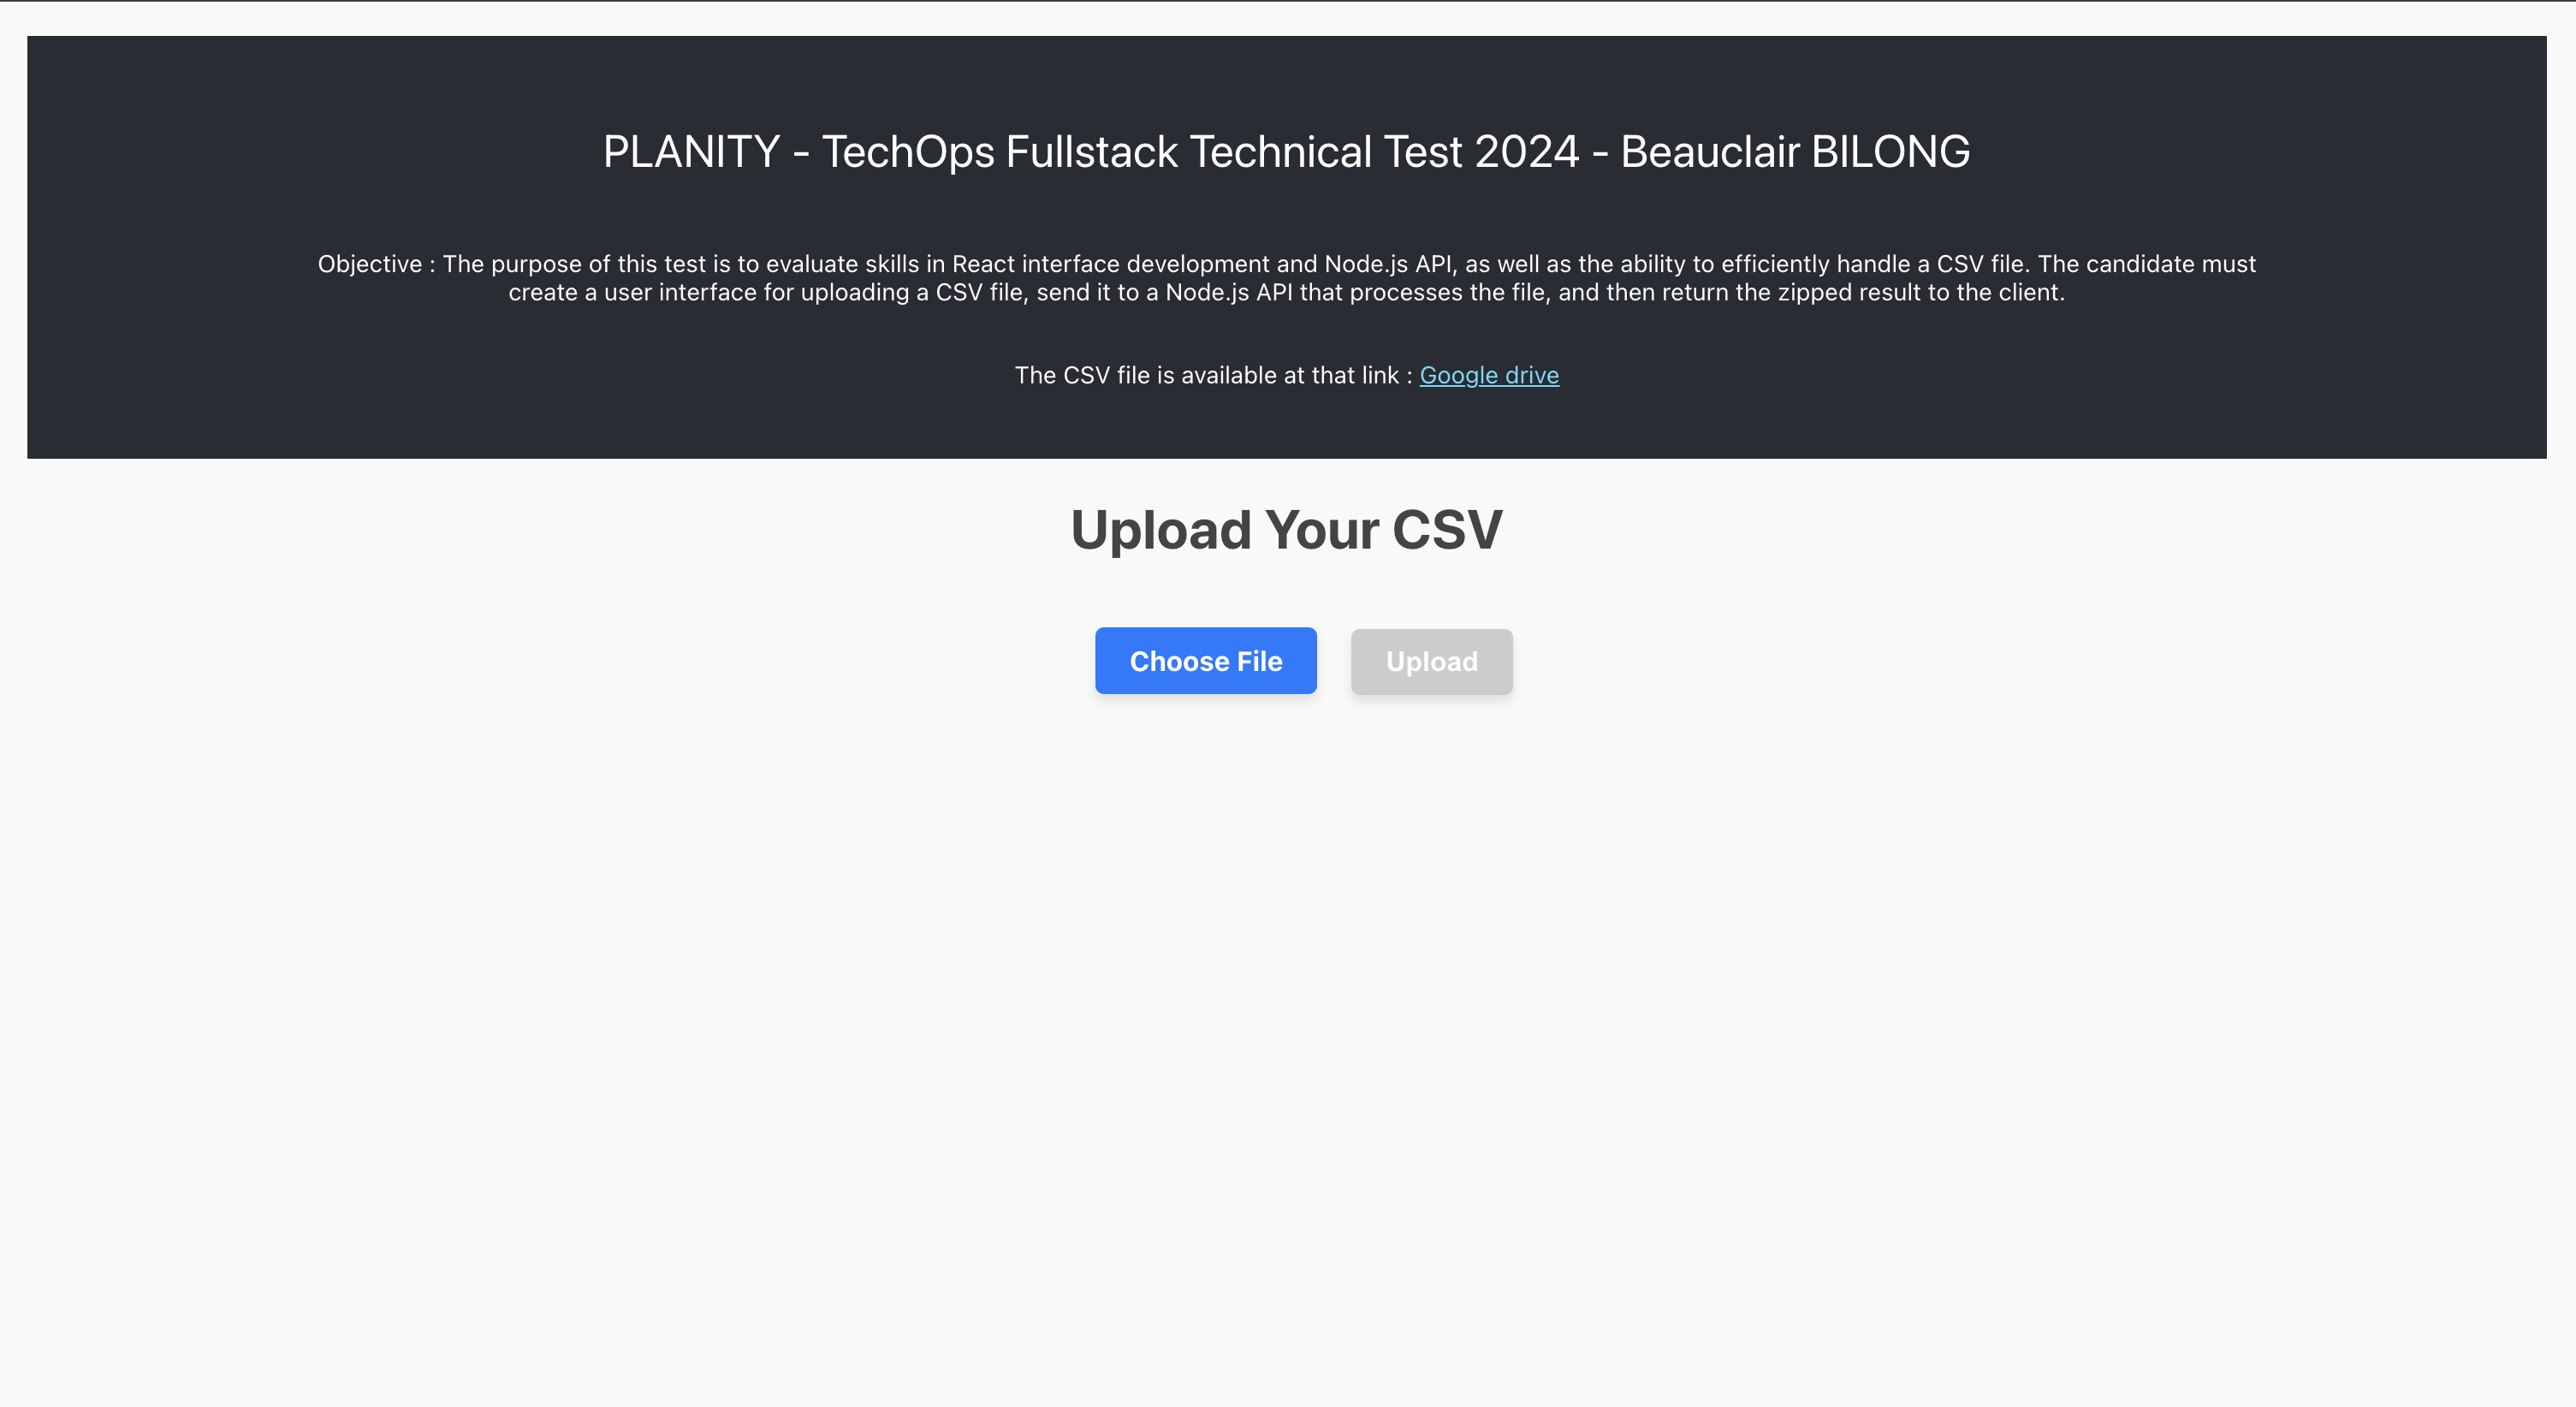 PLANITY - TechOps Fullstack Technical Test 2024 - Beauclair BILONG
Objective : The purpose of this test is to evaluate skills in React interface development and Node.js API, as well as the ability to efficiently handle a CSV file. The candidate must
create a user interface for uploading a CSV file, send it to a Node.js API that processes the file, and then return the zipped result to the client.
The CSV file is available at that link : Google drive
Upload Your CSV
Choose File
Upload